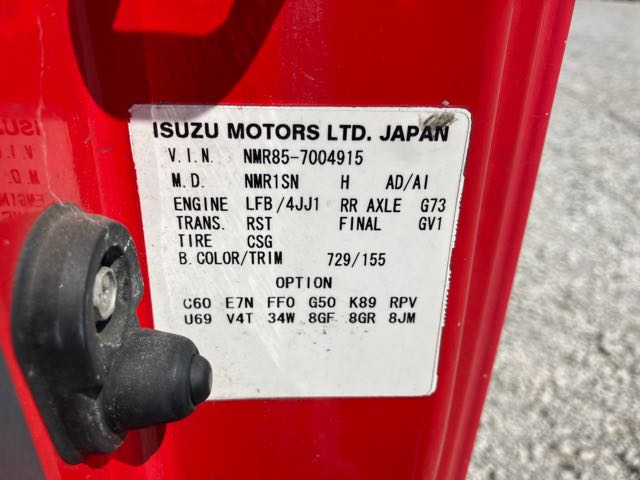 ISUZU MOTORS LTD. JAPAN
V.I.N. NMR85-7004915
M.D. NMR1SN H AD/AI
ENGINE LFB/4JJ1 RR AXLE G73
TRANS. RST FINAL GV1
TIRE CSG
B.COLOR/TRIM 729/155
OPTION
C60 E7N FF0 G50 K89 RPV
U69 V4T 34W 8GF 8GR 8JM